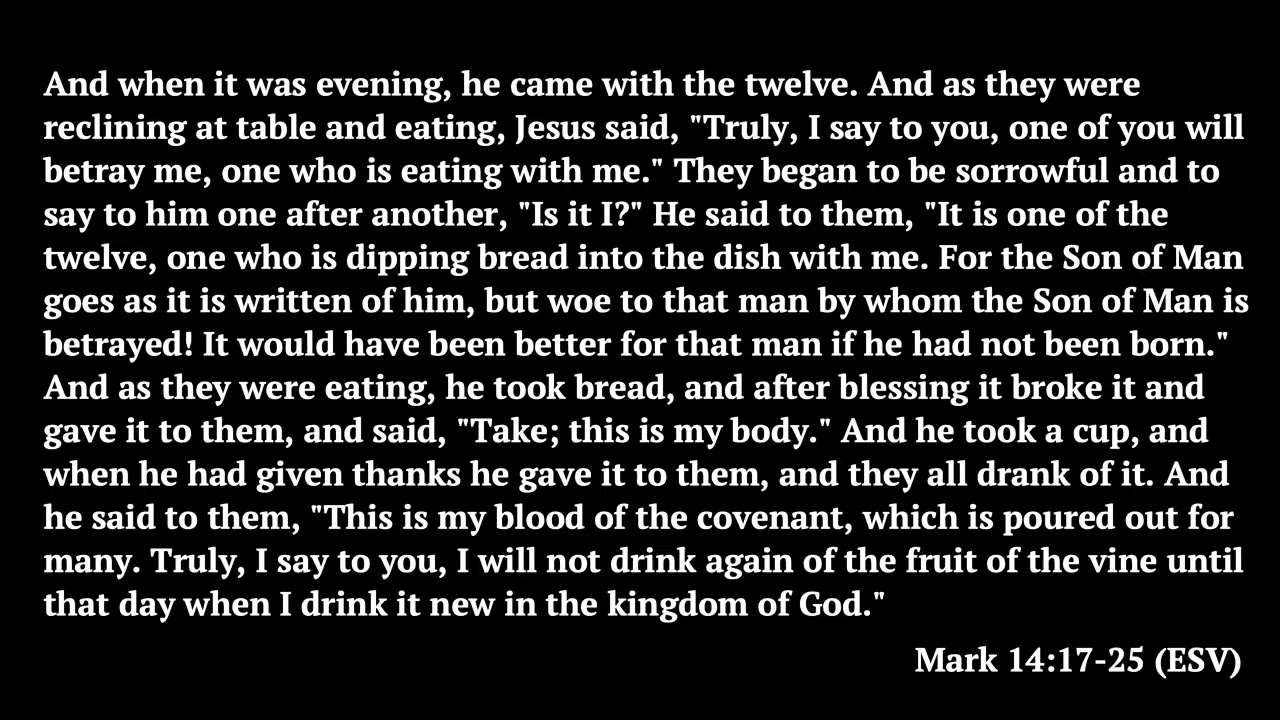 And when it was evening, he came with the twelve. And as they were
reclining at table and eating, Jesus said, "Truly, I say to you, one of you will
betray me, one who is eating with me." They began to be sorrowful and to
say to him one after another, "Is it I?" He said to them, "It is one of the
twelve, one who is dipping bread into the dish with me. For the Son of Man
goes as it is written of him, but woe to that man by whom the Son of Man is
betrayed! It would have been better for that man if he had not been born."
And as they were eating, he took bread, and after blessing it broke it and
gave it to them, and said, "Take; this is my body." And he took a cup, and
when he had given thanks he gave it to them, and they all drank of it. And
he said to them, "This is my blood of the covenant, which is poured out for
many. Truly, I say to you, I will not drink again of the fruit of the vine until
that day when I drink it new in the kingdom of God."
Mark 14:17-25 (ESV)